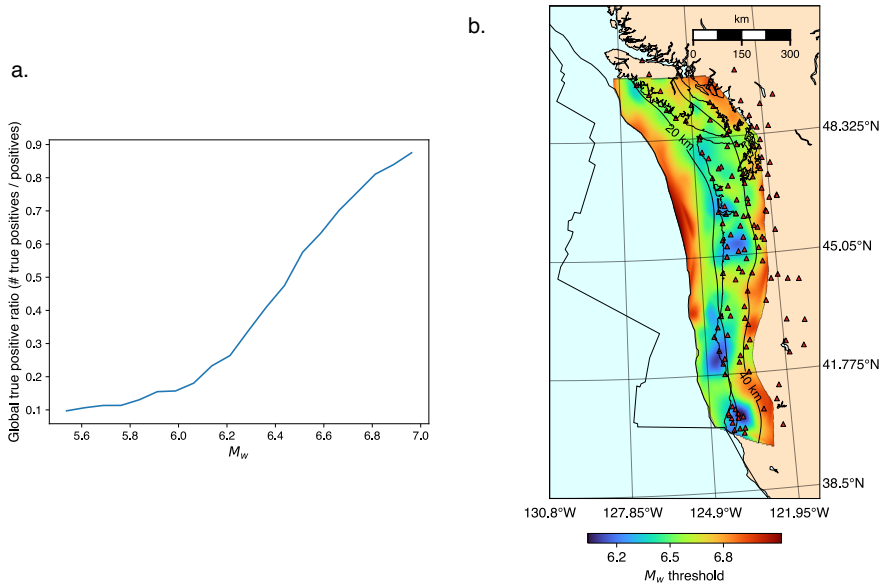 a.
Global true positive ratio (# true positives / positives)
0.9
0.8
0.7
0.6
0.5
0.4
0.3
0.2
0.1
5.6 5.8 6.0 6.2 6.4 6.6 6.8 7.0
Mw
b.
km
0 150 300
20 km
40 km
48.325°N
45.05°N
41.775°N
38.5°N
130.8°W 127.85°W 124.9°W 121.95°W
6.2 6.5 6.8
Mw threshold